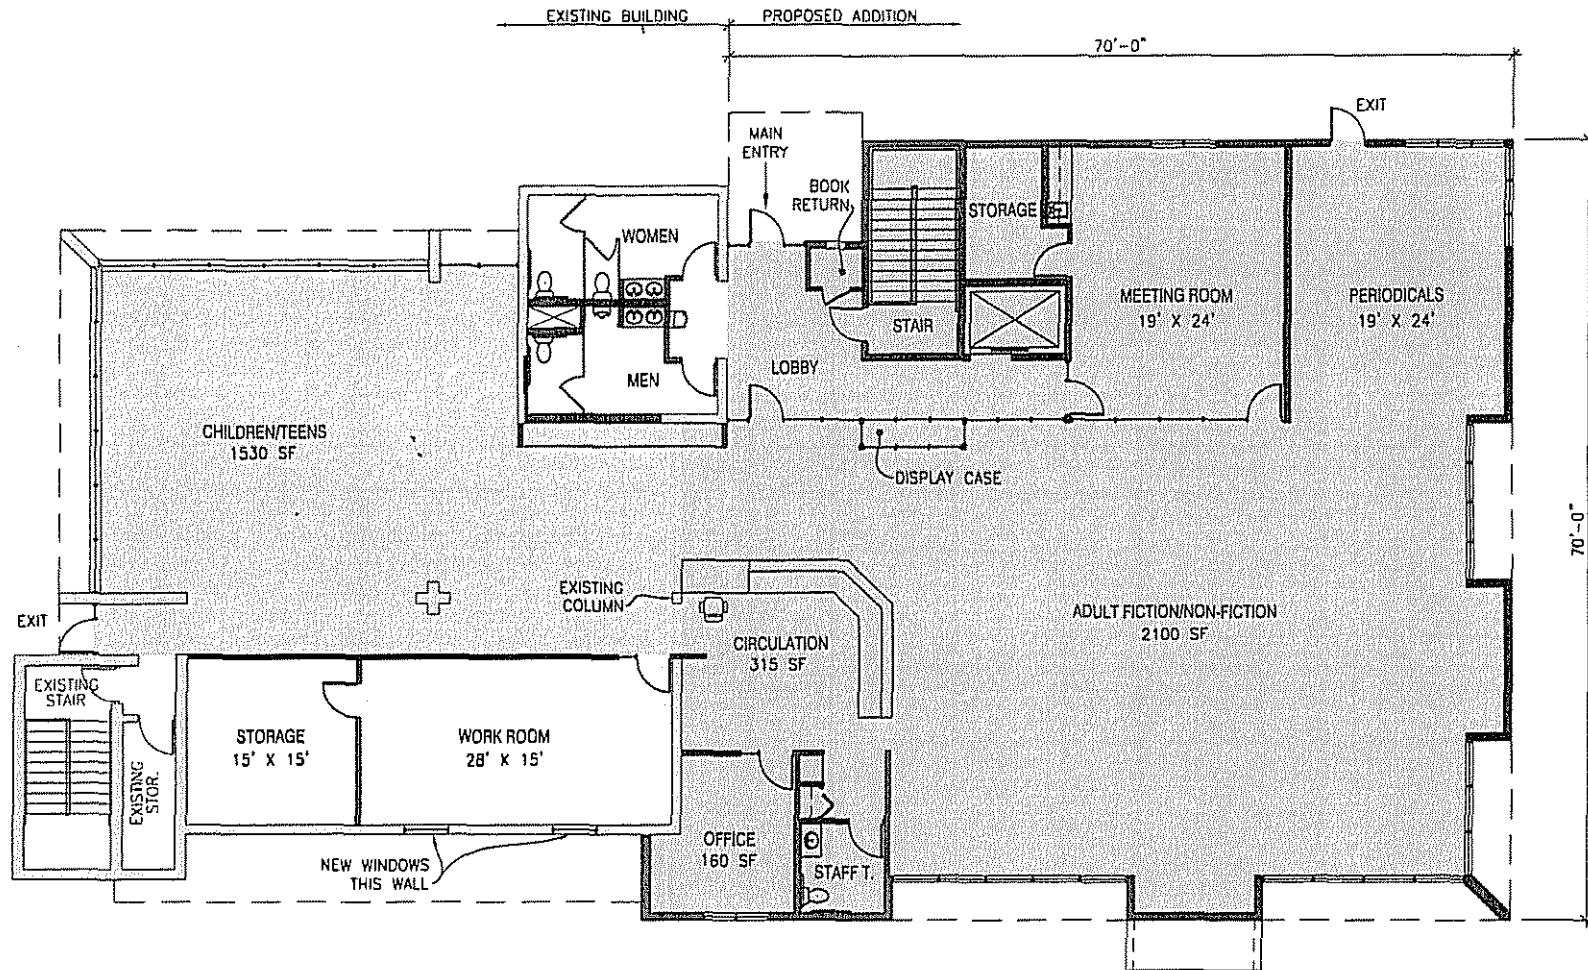 EXISTING BUILDING
PROPOSED ADDITION
70'-0"
EXIT
MAIN
ENTRY
BOOK
RETURN
WOMEN
STORAGE
MEETING ROOM
19' X 24'
PERIODICALS
19' X 24'
STAIR
LOBBY
MEN
CHILDREN/TEENS
1530 SF
DISPLAY CASE
70'-0"
EXISTING
COLUMN
ADULT FICTION/NON-FICTION
2100 SF
EXIT
CIRCULATION
315 SF
EXISTING
STAIR
STORAGE
15' X 15'
WORK ROOM
28' X 15'
EXISTING
STOR.
OFFICE
160 SF
STAFF T.
NEW WINDOWS
THIS WALL